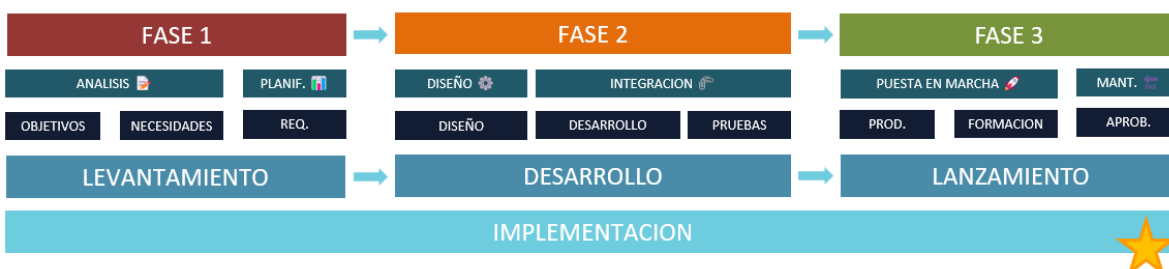 FASE 1 FASE 2 FASE 3
ANALISIS PLANIF. DISEÑO INTEGRACION PUESTA EN MARCHA MANT.
OBJETIVOS NECESIDADES REQ. DISEÑO DESARROLLO PRUEBAS PROD. FORMACION APROB.
LEVANTAMIENTO DESARROLLO LANZAMIENTO
IMPLEMENTACION